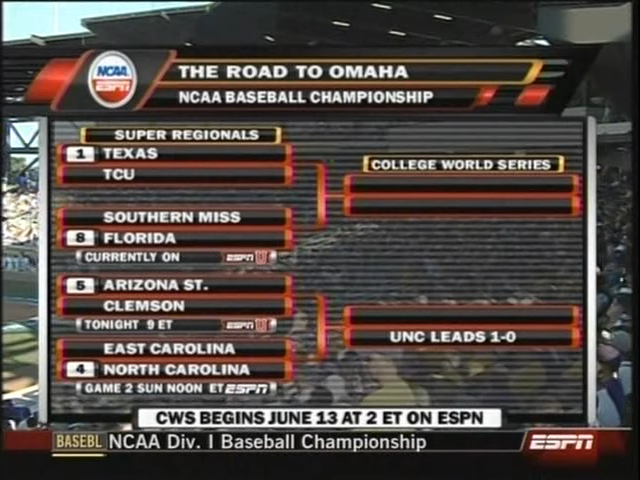 NCAA
ESPN
THE ROAD TO OMAHA
NCAA BASEBALL CHAMPIONSHIP
SUPER REGIONALS
1 TEXAS
TCU
SOUTHERN MISS
8 FLORIDA
CURRENTLY ON ESPN U
5 ARIZONA ST.
CLEMSON
TONIGHT 9 ET ESPN U
EAST CAROLINA
4 NORTH CAROLINA
GAME 2 SUN NOON ET ESPN
COLLEGE WORLD SERIES
UNC LEADS 1-0
CWS BEGINS JUNE 13 AT 2 ET ON ESPN
BASEBL NCAA Div. I Baseball Championship ESPN